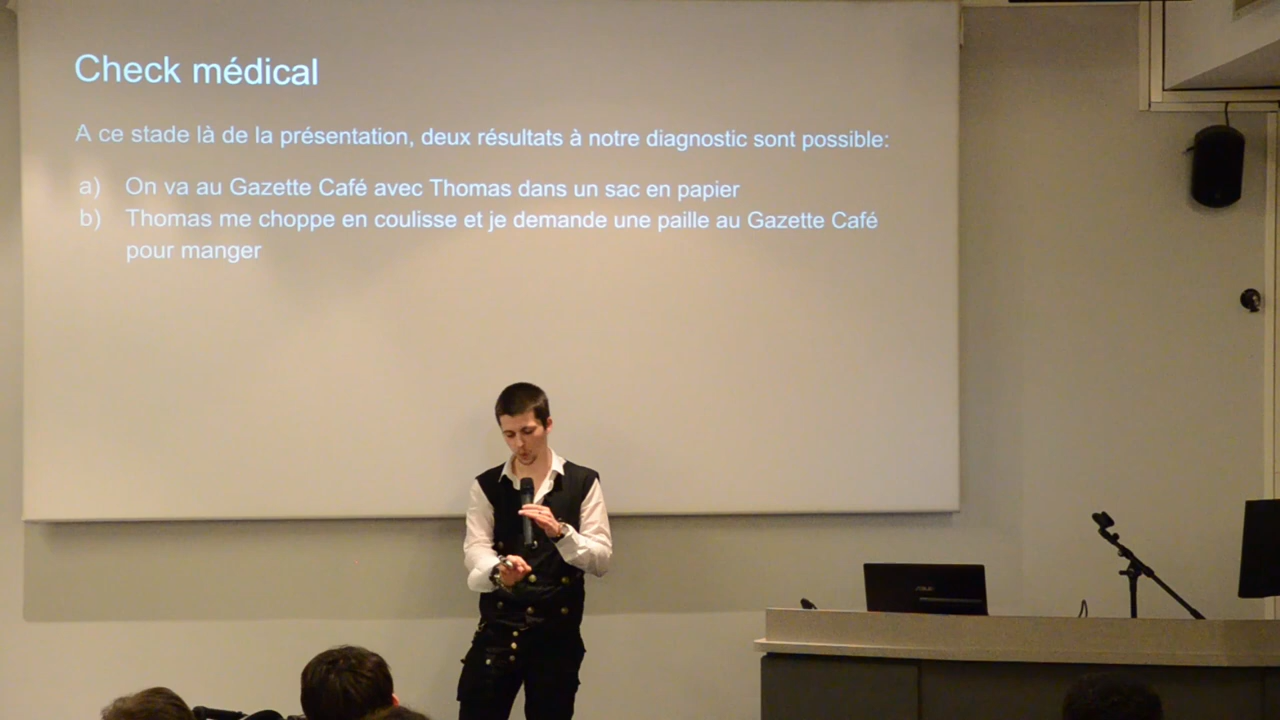 Check médical
A ce stade là de la présentation, deux résultats à notre diagnostic sont possible:
a) On va au Gazette Café avec Thomas dans un sac en papier
b) Thomas me choppe en coulisse et je demande une paille au Gazette Café
pour manger
ASUS